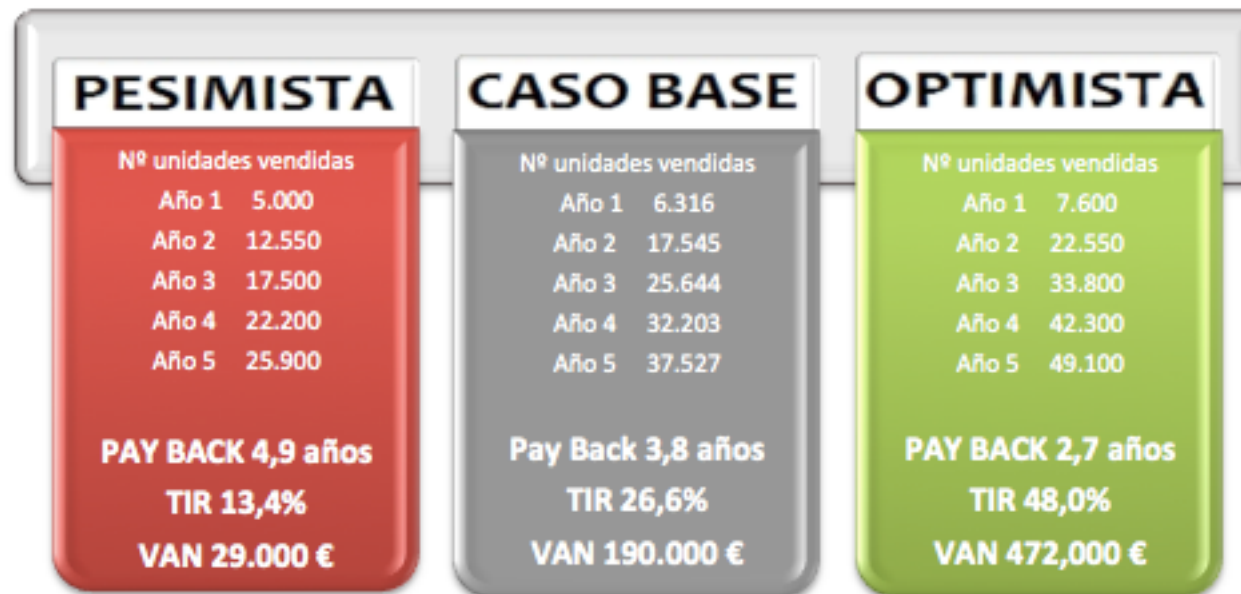 PESIMISTA
Nº unidades vendidas
Año 1 5.000
Año 2 12.550
Año 3 17.500
Año 4 22.200
Año 5 25.900
PAY BACK 4,9 años
TIR 13,4%
VAN 29.000 €
CASO BASE
Nº unidades vendidas
Año 1 6.316
Año 2 17.545
Año 3 25.644
Año 4 32.203
Año 5 37.527
Pay Back 3,8 años
TIR 26,6%
VAN 190.000 €
OPTIMISTA
Nº unidades vendidas
Año 1 7.600
Año 2 22.550
Año 3 33.800
Año 4 42.300
Año 5 49.100
PAY BACK 2,7 años
TIR 48,0%
VAN 472,000 €